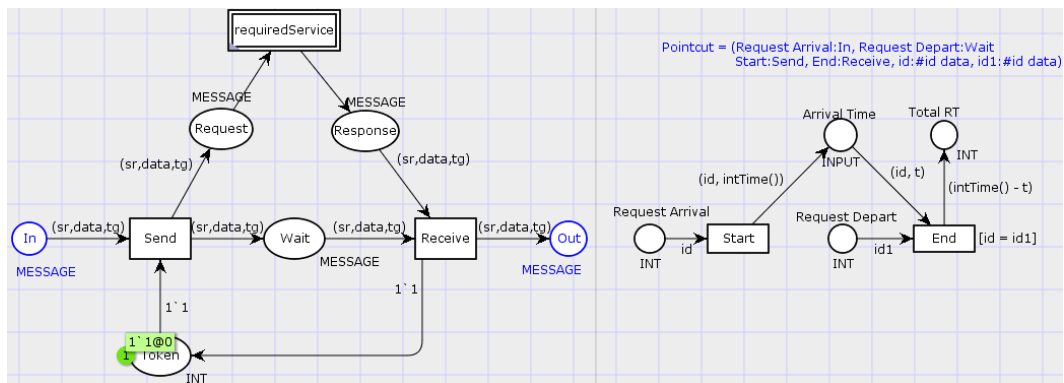 requiredService
MESSAGE
Request
MESSAGE
Response
(sr,data,tg)
(sr,data,tg)
In
(sr,data,tg)
Send
(sr,data,tg)
Wait
(sr,data,tg)
Receive
(sr,data,tg)
Out
MESSAGE
MESSAGE
MESSAGE
1`1
1`1
1`1@0
1
Token
INT
Pointcut = (Request Arrival:In, Request Depart:Wait
Start:Send, End:Receive, id:#id data, id1:#id data)
Arrival Time
INPUT
Total RT
INT
(id, intTime())
(id, t)
(intTime() - t)
Request Arrival
INT
id
Start
Request Depart
INT
id1
End
[id = id1]